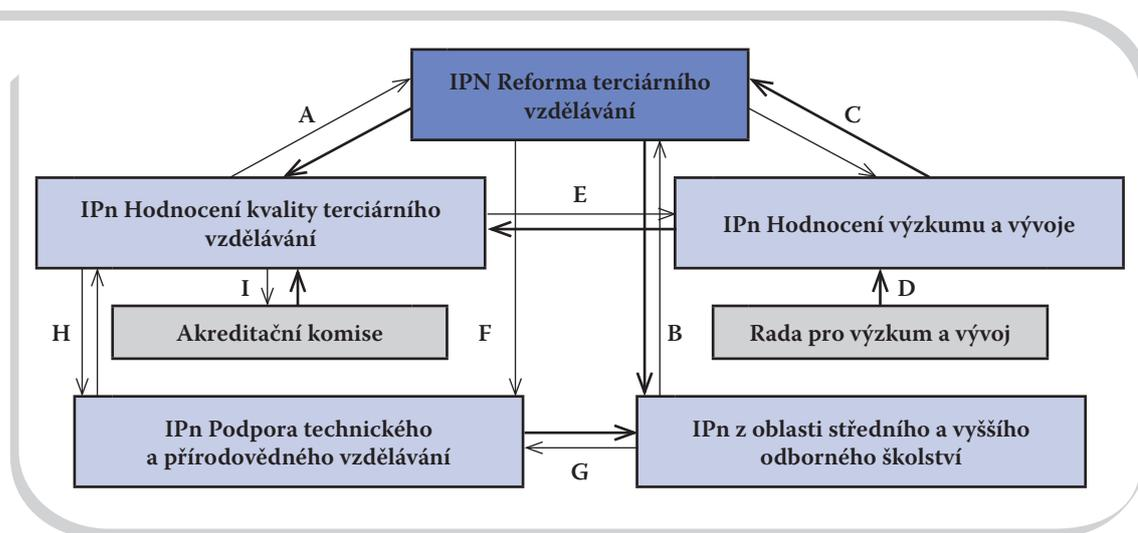 IPN Reforma terciárního
vzdělávání
A
C
IPn Hodnocení kvality terciárního
vzdělávání
E
IPn Hodnocení výzkumu a vývoje
I
D
Akreditační komise
Rada pro výzkum a vývoj
H
F
B
IPn Podpora technického
a přírodovědného vzdělávání
IPn z oblasti středního a vyššího
odborného školství
G